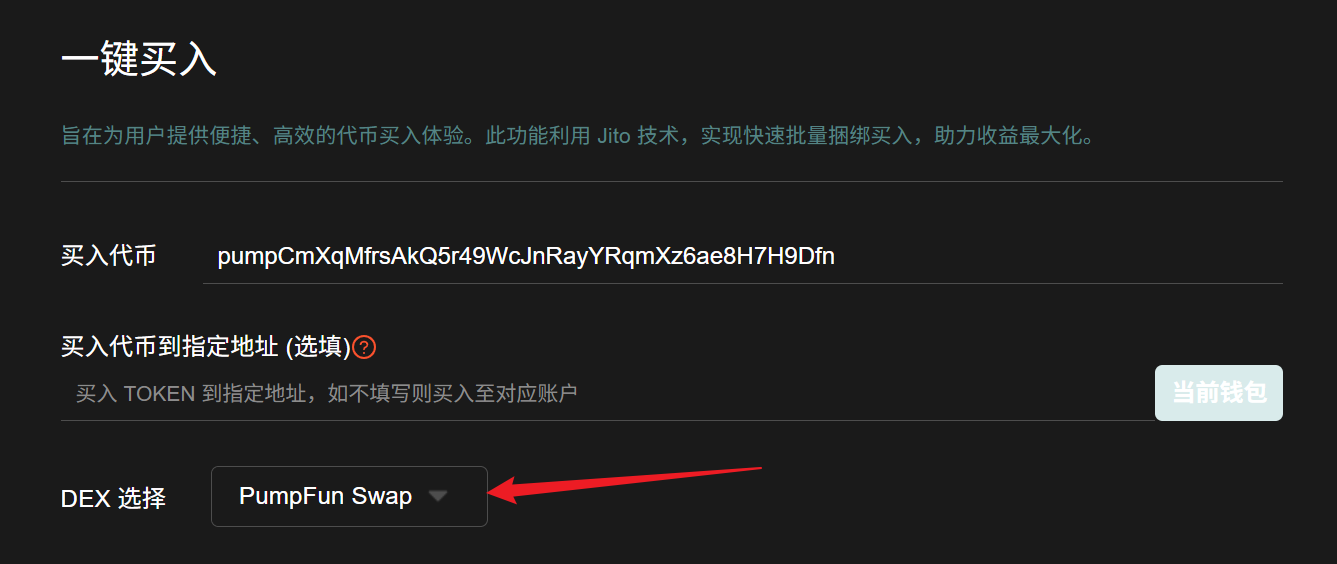 一键买入
旨在为用户提供便捷、高效的代币买入体验。此功能利用 Jito 技术，实现快速批量捆绑买入，助力收益最大化。
买入代币 pumpCmXqMfrsAkQ5r49WcJnRayYRqmXz6ae8H7H9Dfn
买入代币到指定地址 (选填)?
买入 TOKEN 到指定地址，如不填写则买入至对应账户 当前钱包
DEX 选择 PumpFun Swap